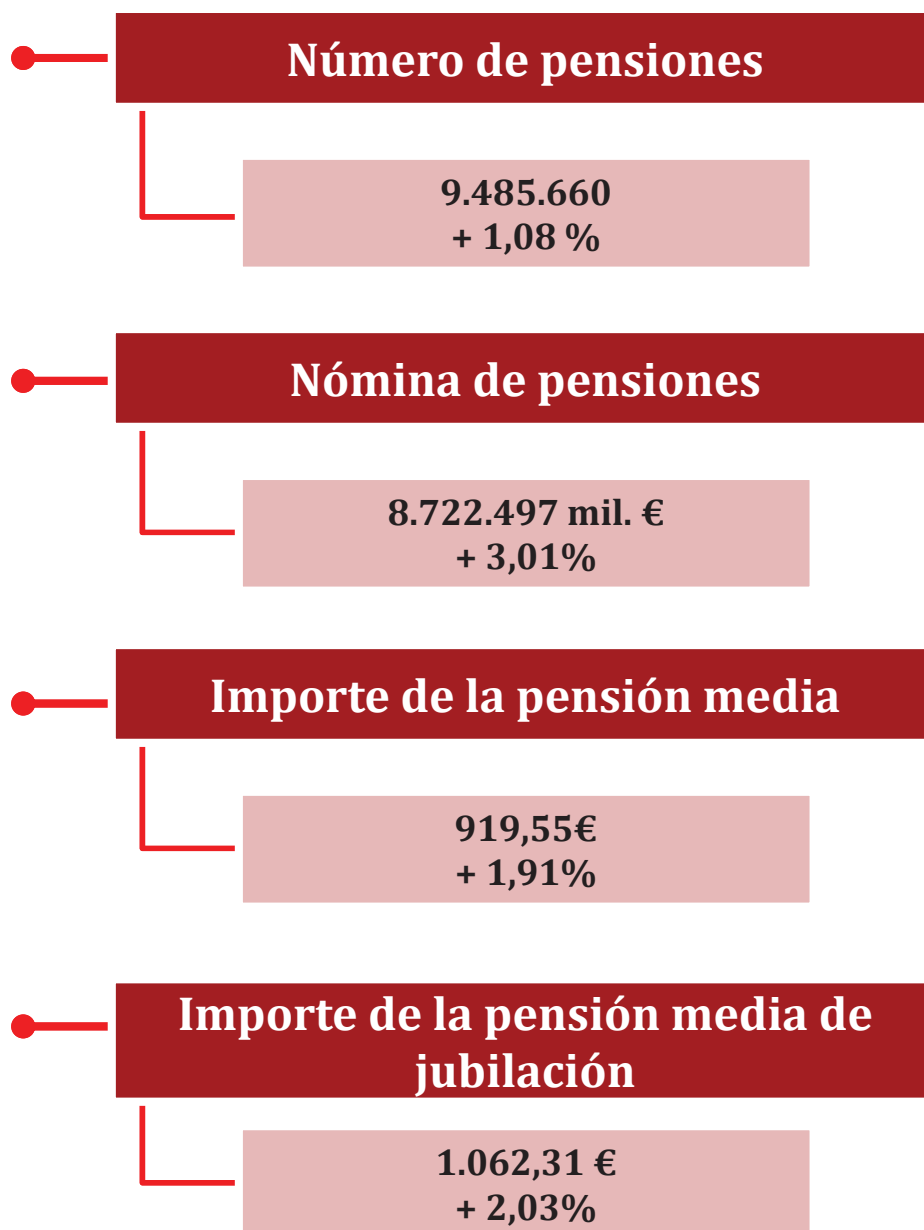 Número de pensiones
9.485.660
+ 1,08 %
Nómina de pensiones
8.722.497 mil. €
+ 3,01%
Importe de la pensión media
919,55€
+ 1,91%
Importe de la pensión media de
jubilación
1.062,31 €
+ 2,03%